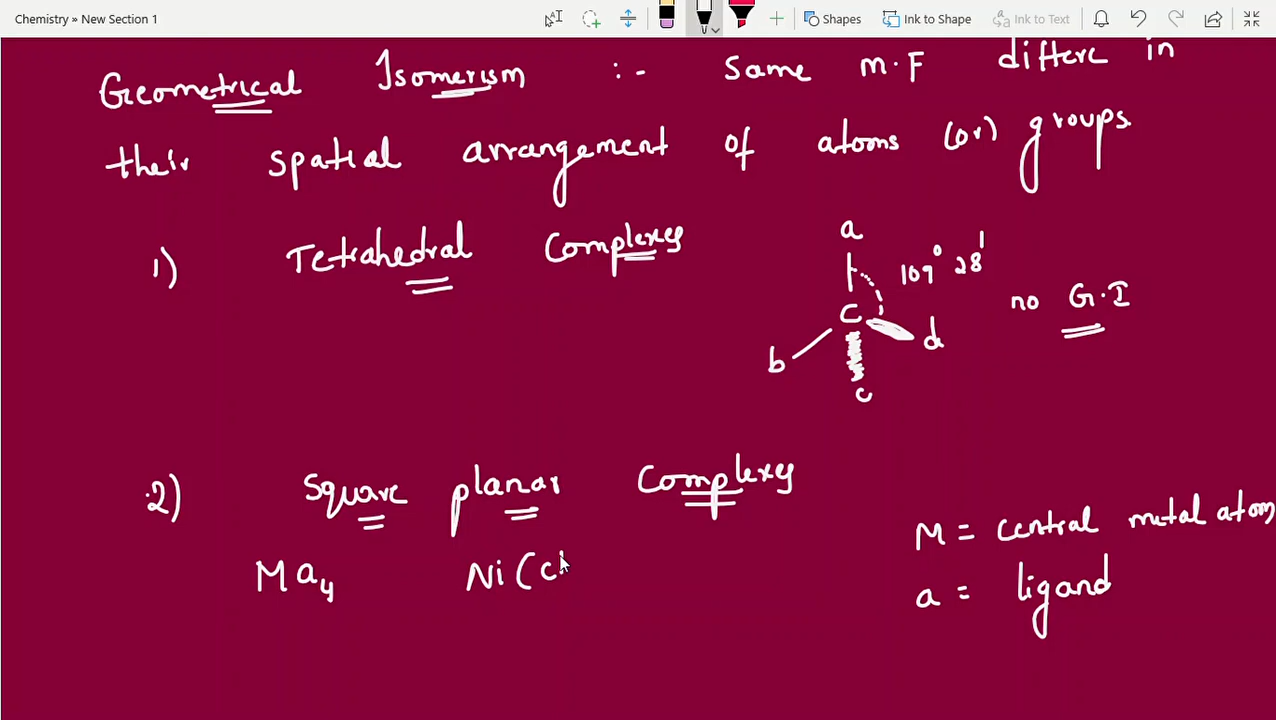 Chemistry » New Section 1
Shapes
Ink to Shape
Ink to Text
Geometrical Isomerism :- Same M.F differe in
their spatial arrangement of atoms (or) groups
1) Tetrahedral Complexes
a
109° 28'
C
no G.I
b
d
c
2) Square planar Complexes
M = central metal atom
Ma4 Ni(C
a = ligand